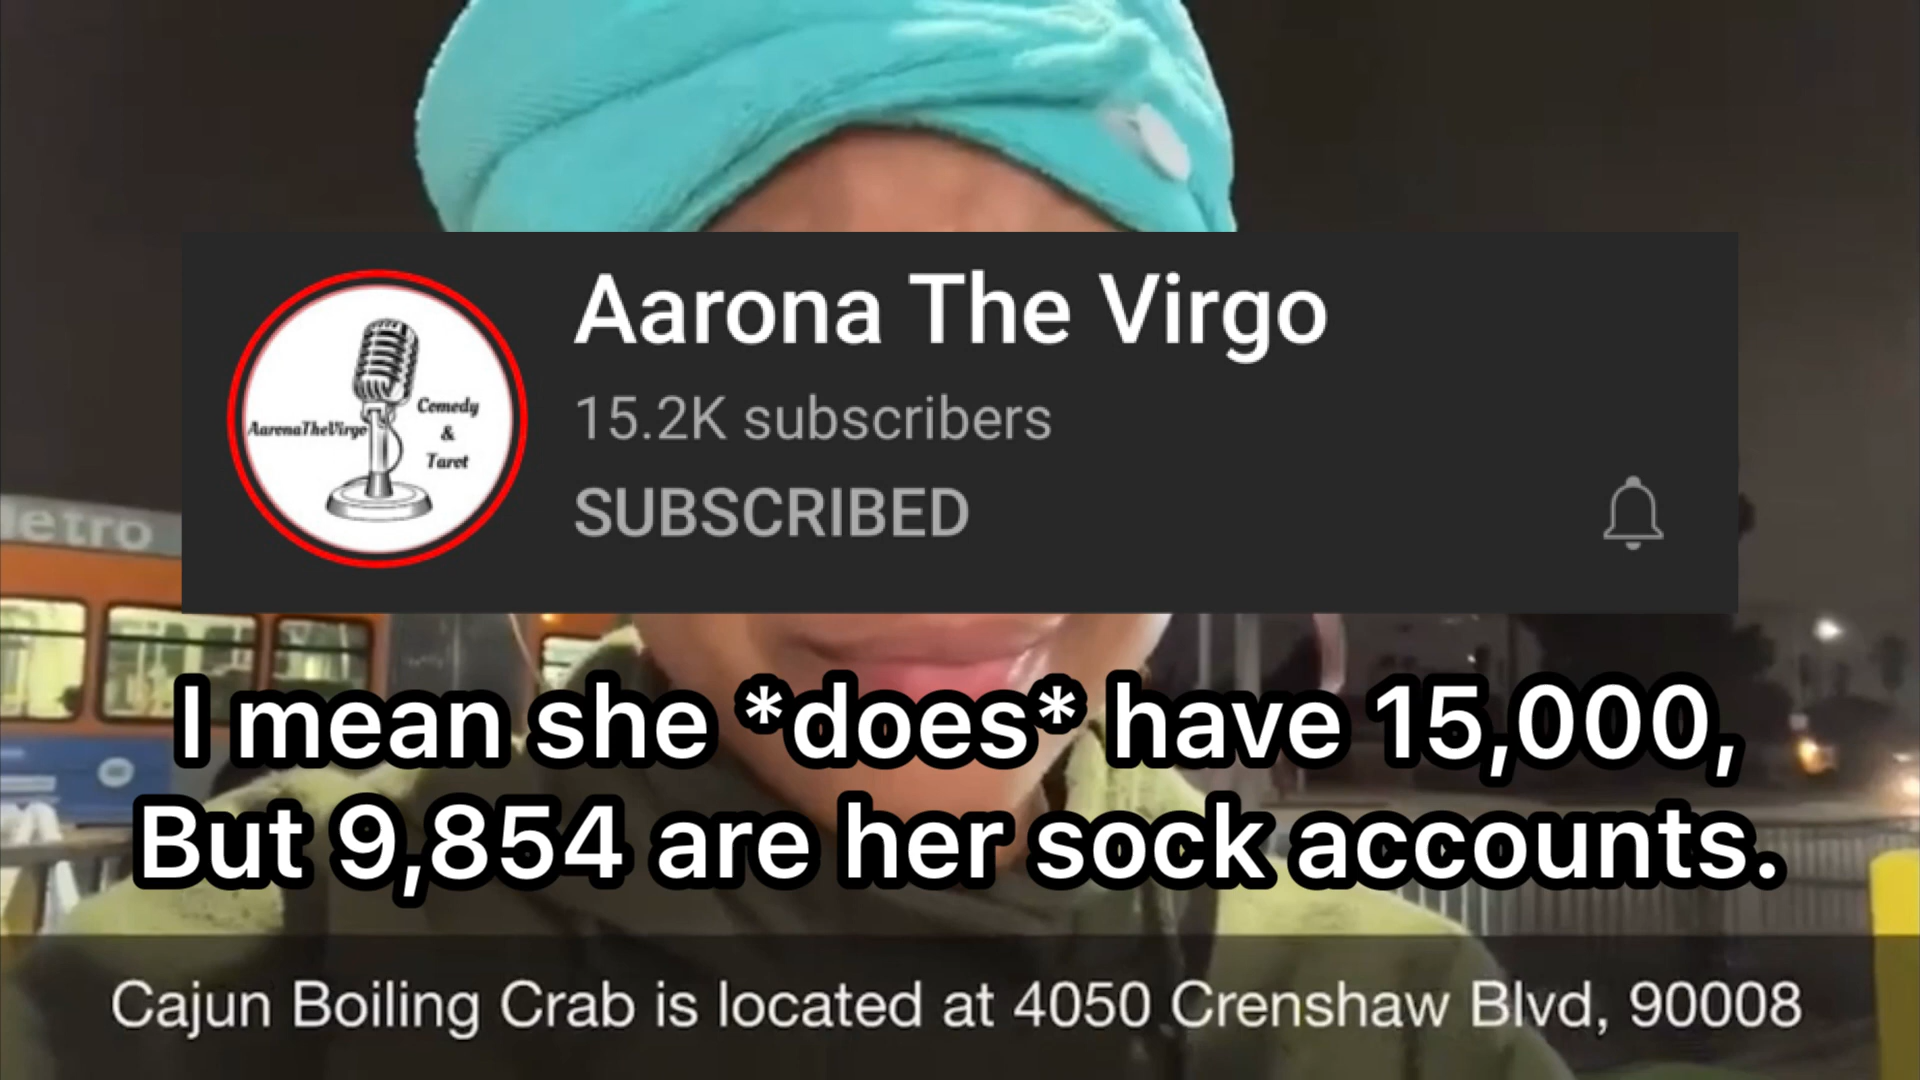 Aarona The Virgo
15.2K subscribers
SUBSCRIBED
AaronaTheVirgo
Comedy
&
Tarot
etro
I mean she *does* have 15,000,
But 9,854 are her sock accounts.
Cajun Boiling Crab is located at 4050 Crenshaw Blvd, 90008